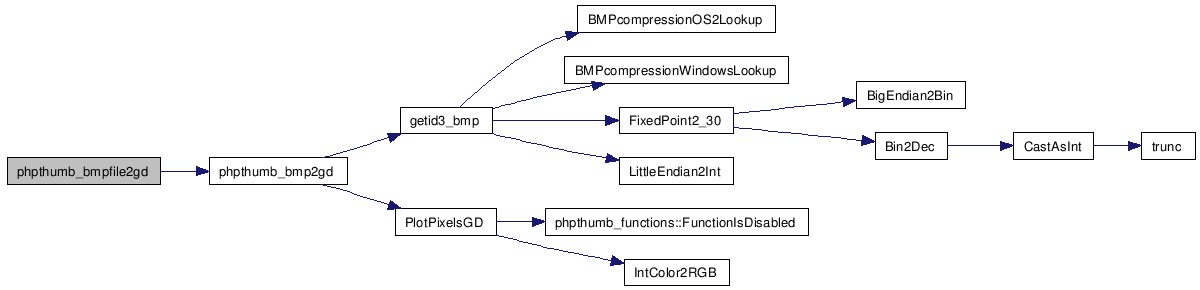 BMPcompressionOS2Lookup
BMPcompressionWindowsLookup
BigEndian2Bin
getid3_bmp
FixedPoint2_30
Bin2Dec
CastAsInt
trunc
phpthumb_bmpfile2gd
phpthumb_bmp2gd
LittleEndian2Int
PlotPixelsGD
phpthumb_functions::FunctionIsDisabled
IntColor2RGB